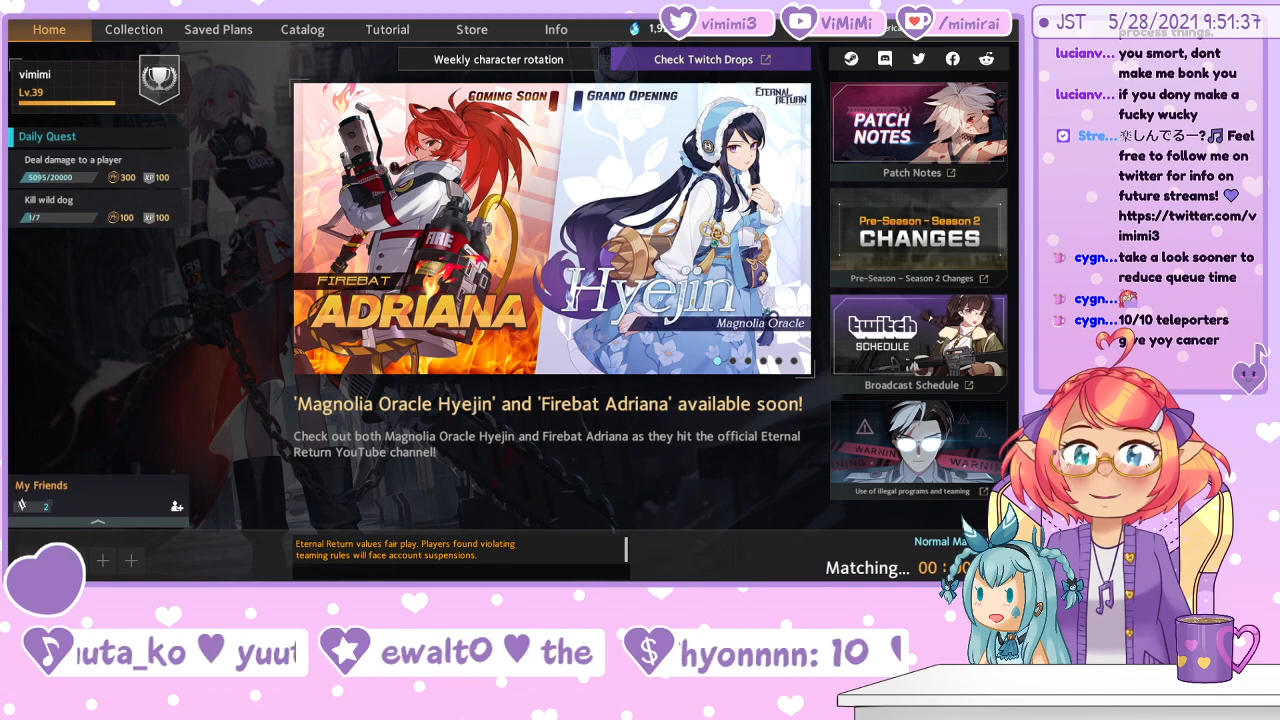 Home Collection Saved Plans Catalog Tutorial Store Info
vimimi3 ViMiMi /mimirai
JST 5/28/2021 9:51:37
vimimi
Lv.39
Daily Quest
Deal damage to a player
5095/20000 300 XP 100
Kill wild dog
1/7 100 XP 100
Weekly character rotation
Check Twitch Drops
COMING SOON
GRAND OPENING
ETERNAL RETURN
FIRE
FIREBAT
ADRIANA
Hyejin
Magnolia Oracle
'Magnolia Oracle Hyejin' and 'Firebat Adriana' available soon!
Check out both Magnolia Oracle Hyejin and Firebat Adriana as they hit the official Eternal
Return YouTube channel!
PATCH
NOTES
Patch Notes
Pre-Season - Season 2
CHANGES
Pre-Season – Season 2 Changes
twitch
SCHEDULE
Broadcast Schedule
WARNING
Use of illegal programs and teaming
My Friends
2
Eternal Return values fair play. Players found violating
teaming rules will face account suspensions.
Normal Ma
Matching... 00 :
process things.
lucianv... you smort, dont
make me bonk you
lucianv... if you dony make a
fucky wucky
Stre... 楽しんでるー?🎵 Feel
free to follow me on
twitter for info on
future streams! 💜
https://twitter.com/v
imimi3
cygn... take a look sooner to
reduce queue time
cygn...
cygn... 10/10 teleporters
give yoy cancer
uta_ko ♥ yuut
ewalt0 ♥ the
hyonnnn: 10